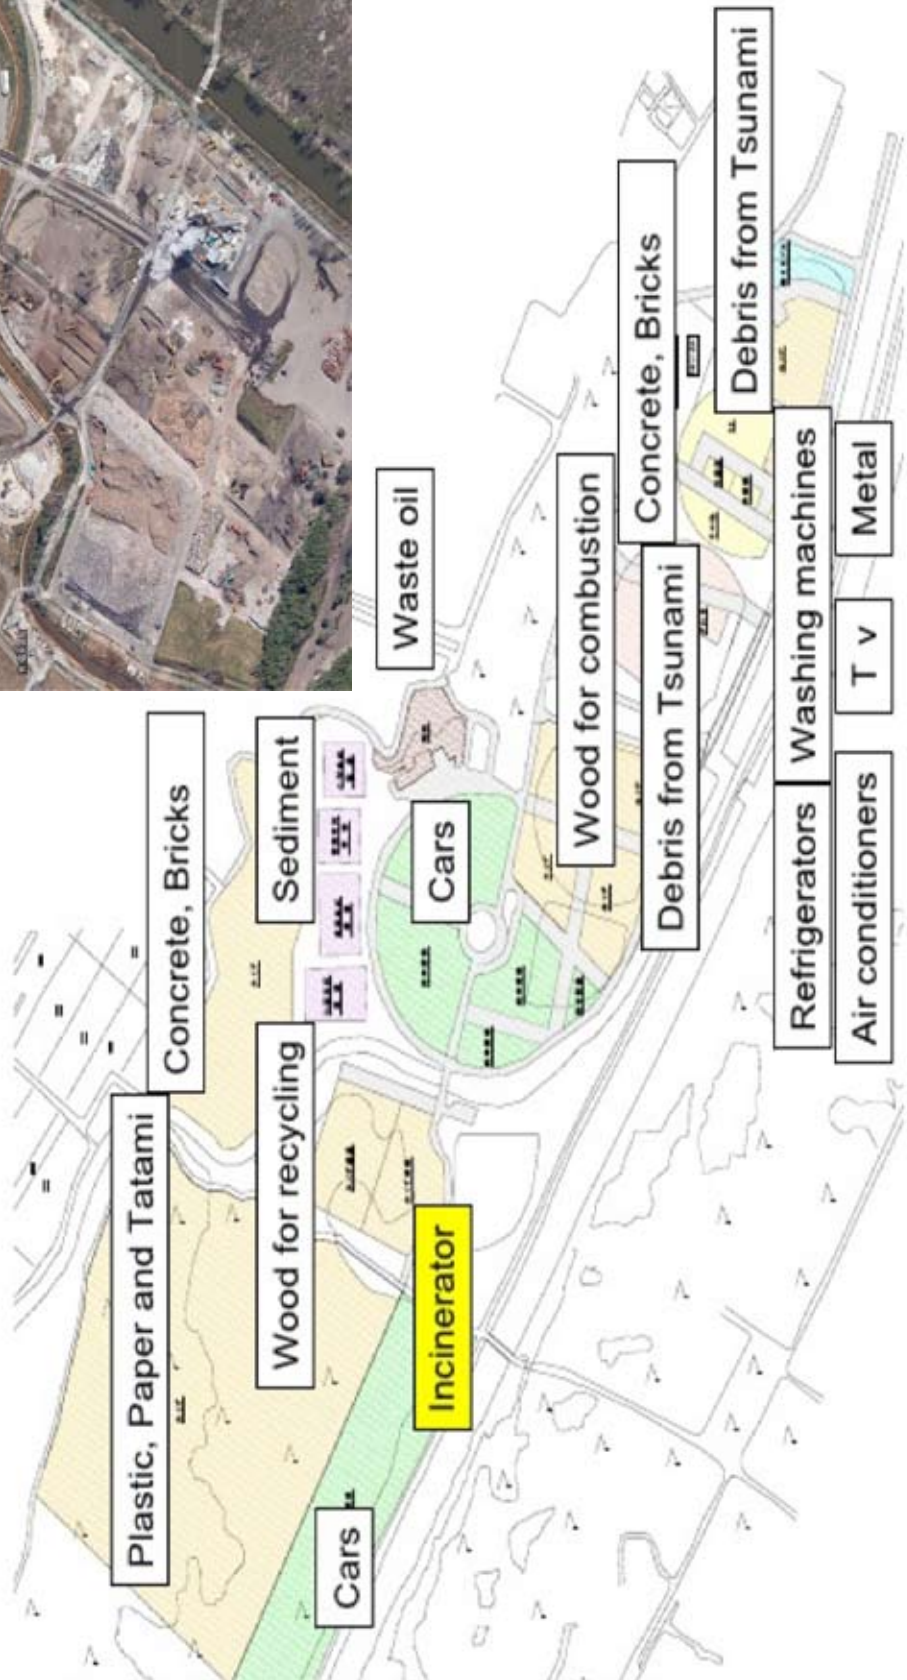 Plastic, Paper and Tatami
Concrete, Bricks
Wood for recycling
Sediment
Cars
Waste oil
Incinerator
Cars
Wood for combustion
Concrete, Bricks
Debris from Tsunami
Debris from Tsunami
Refrigerators
Washing machines
Air conditioners
T v
Metal